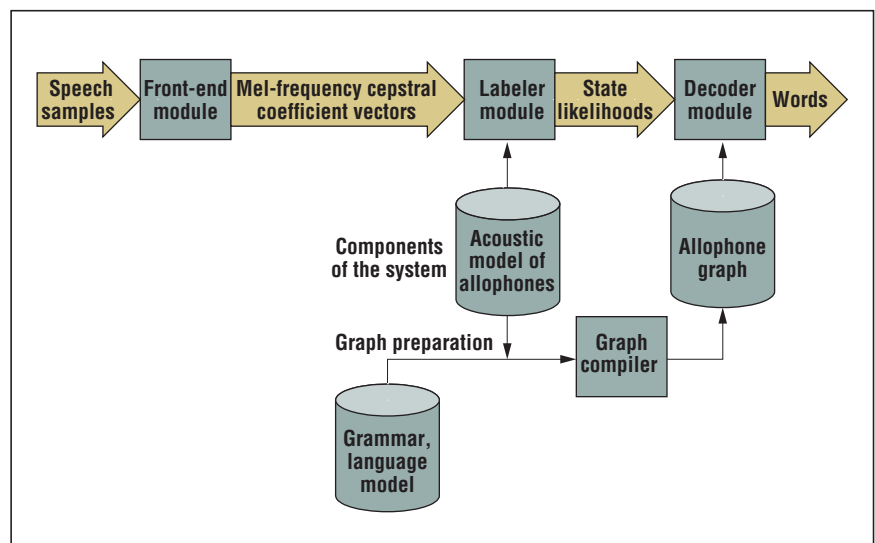 Speech
samples
Front-end
module
Mel-frequency cepstral
coefficient vectors
Labeler
module
State
likelihoods
Decoder
module
Words
Components
of the system
Acoustic
model of
allophones
Allophone
graph
Graph preparation
Graph
compiler
Grammar,
language
model